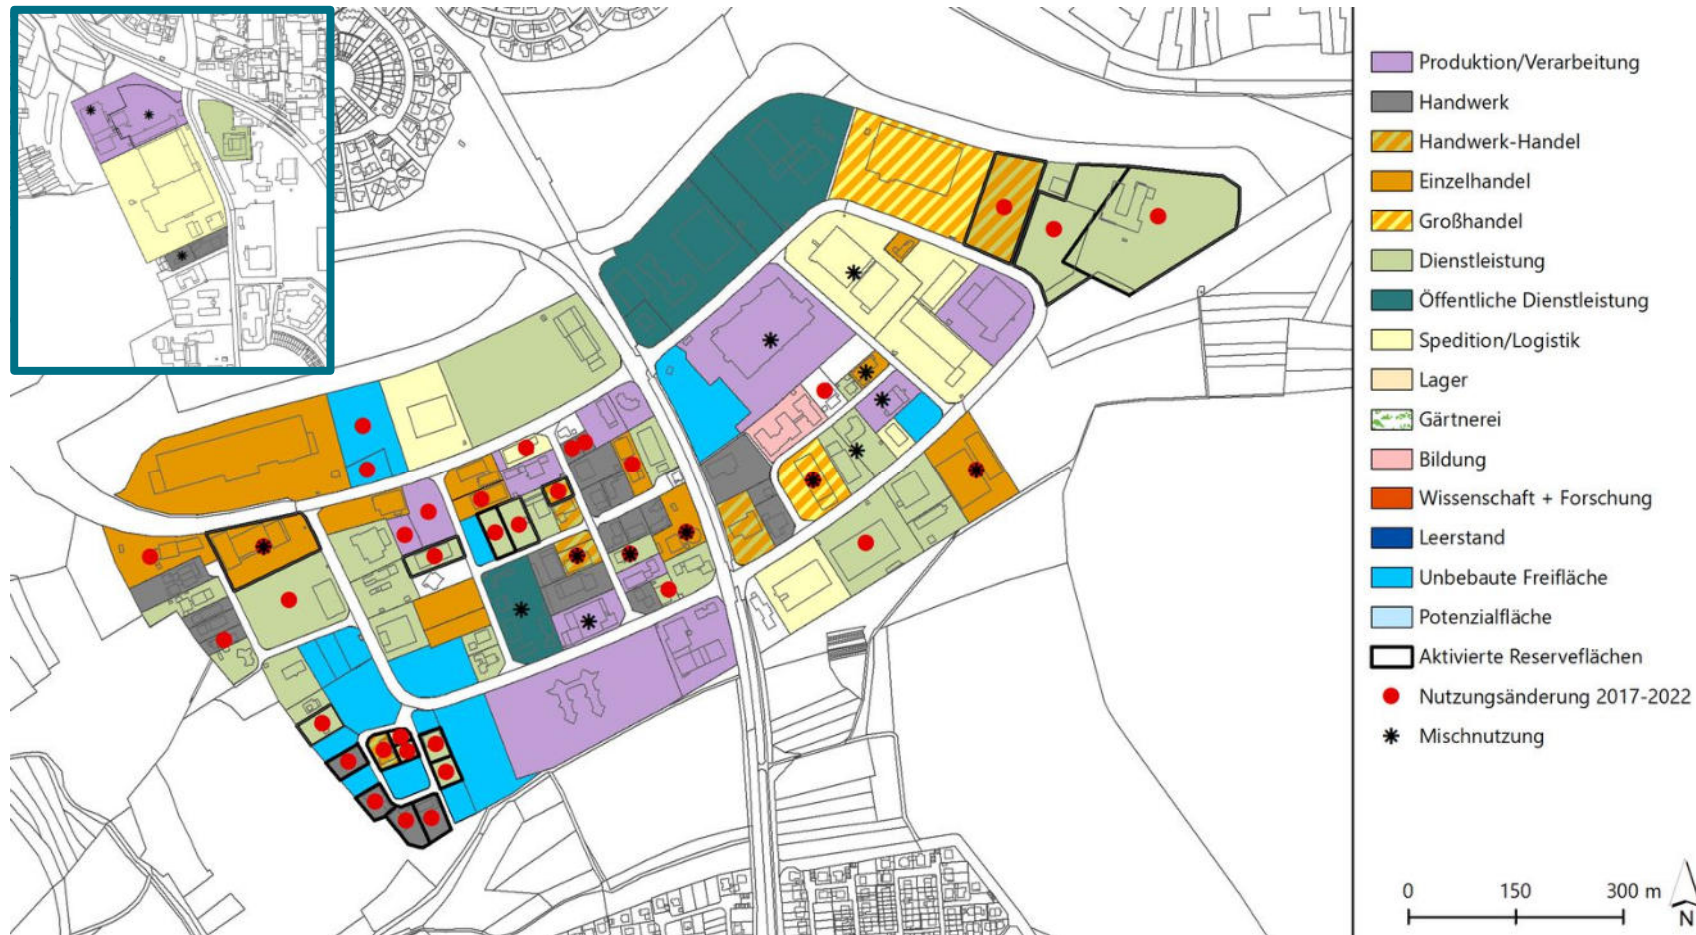 Produktion/Verarbeitung
Handwerk
Handwerk-Handel
Einzelhandel
Großhandel
Dienstleistung
Öffentliche Dienstleistung
Spedition/Logistik
Lager
Gärtnerei
Bildung
Wissenschaft + Forschung
Leerstand
Unbebaute Freifläche
Potenzialfläche
Aktivierte Reserveflächen
Nutzungsänderung 2017-2022
Mischnutzung
0 150 300 m
N